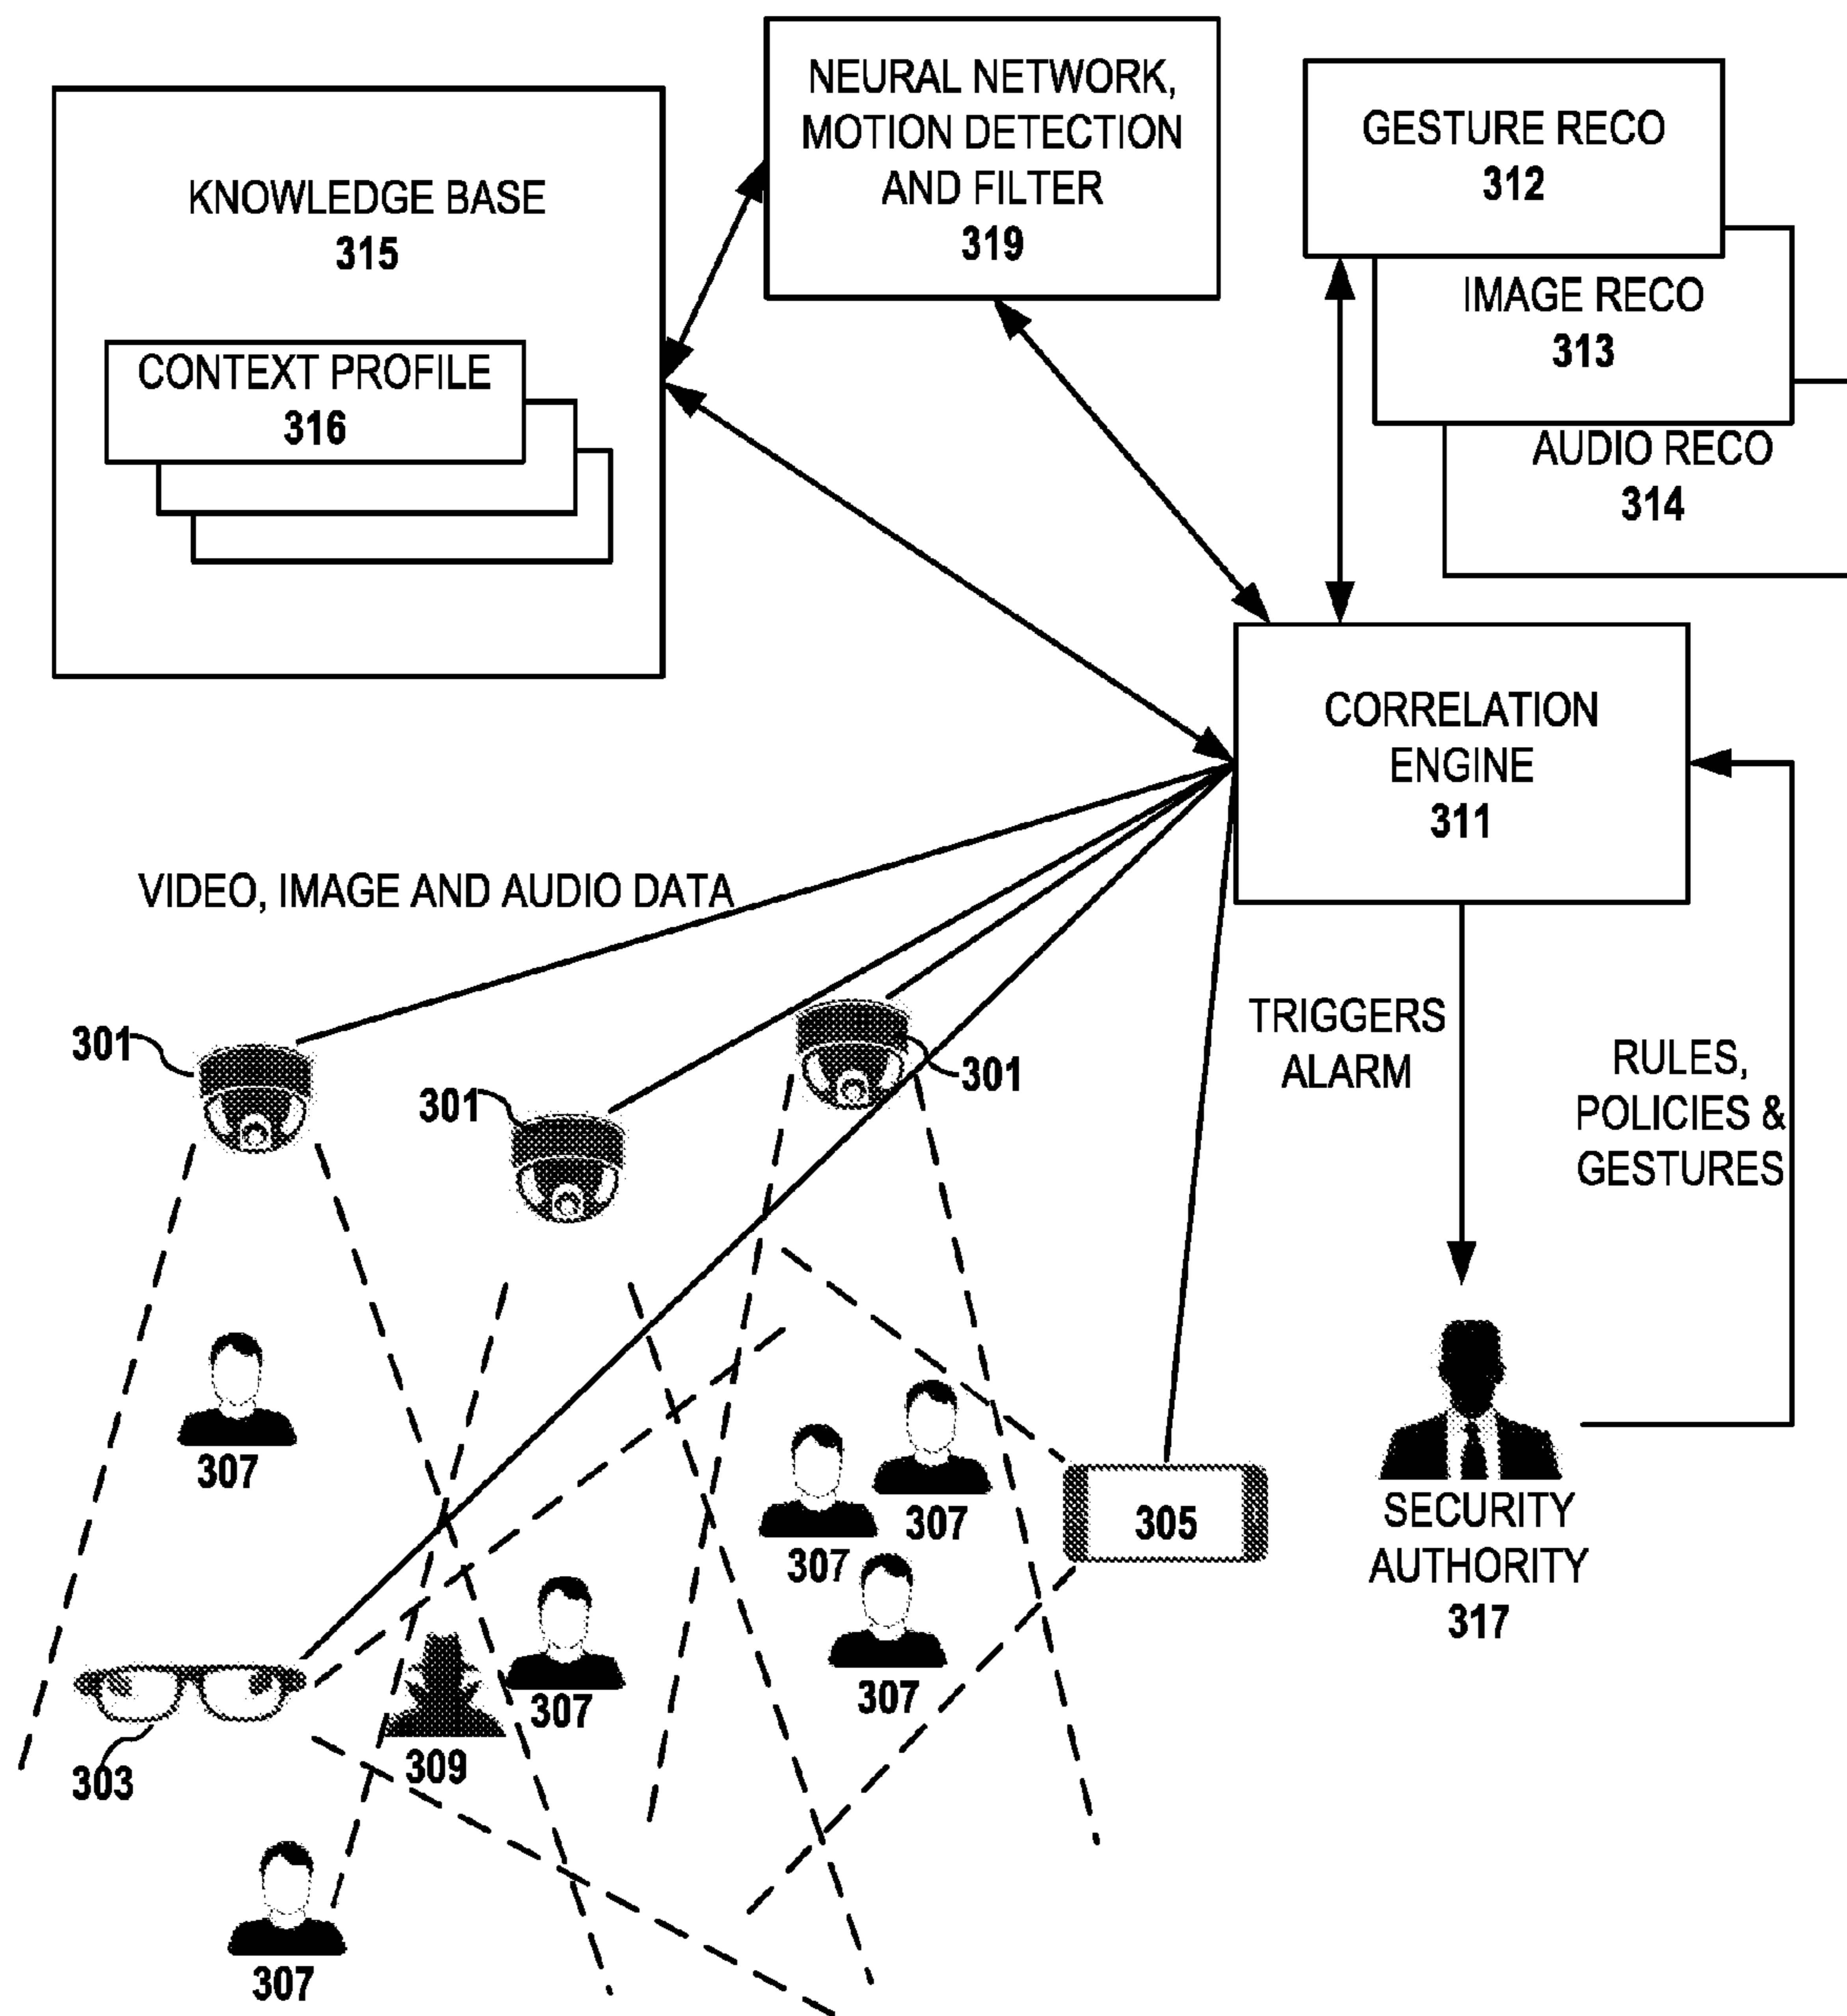 NEURAL NETWORK,
MOTION DETECTION
AND FILTER
319
GESTURE RECO
312
KNOWLEDGE BASE
315
IMAGE RECO
313
CONTEXT PROFILE
316
AUDIO RECO
314
CORRELATION
ENGINE
311
VIDEO, IMAGE AND AUDIO DATA
301
301
301
TRIGGERS
ALARM
RULES,
POLICIES &
GESTURES
307
307
307
305
SECURITY
AUTHORITY
317
307
307
303
309
307